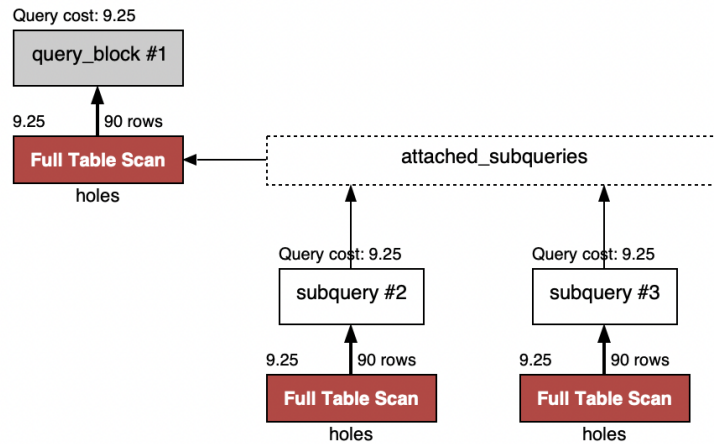 Query cost: 9.25
query_block #1
9.25 90 rows
Full Table Scan
holes
attached_subqueries
Query cost: 9.25
subquery #2
9.25 90 rows
Full Table Scan
holes
Query cost: 9.25
subquery #3
9.25 90 rows
Full Table Scan
holes